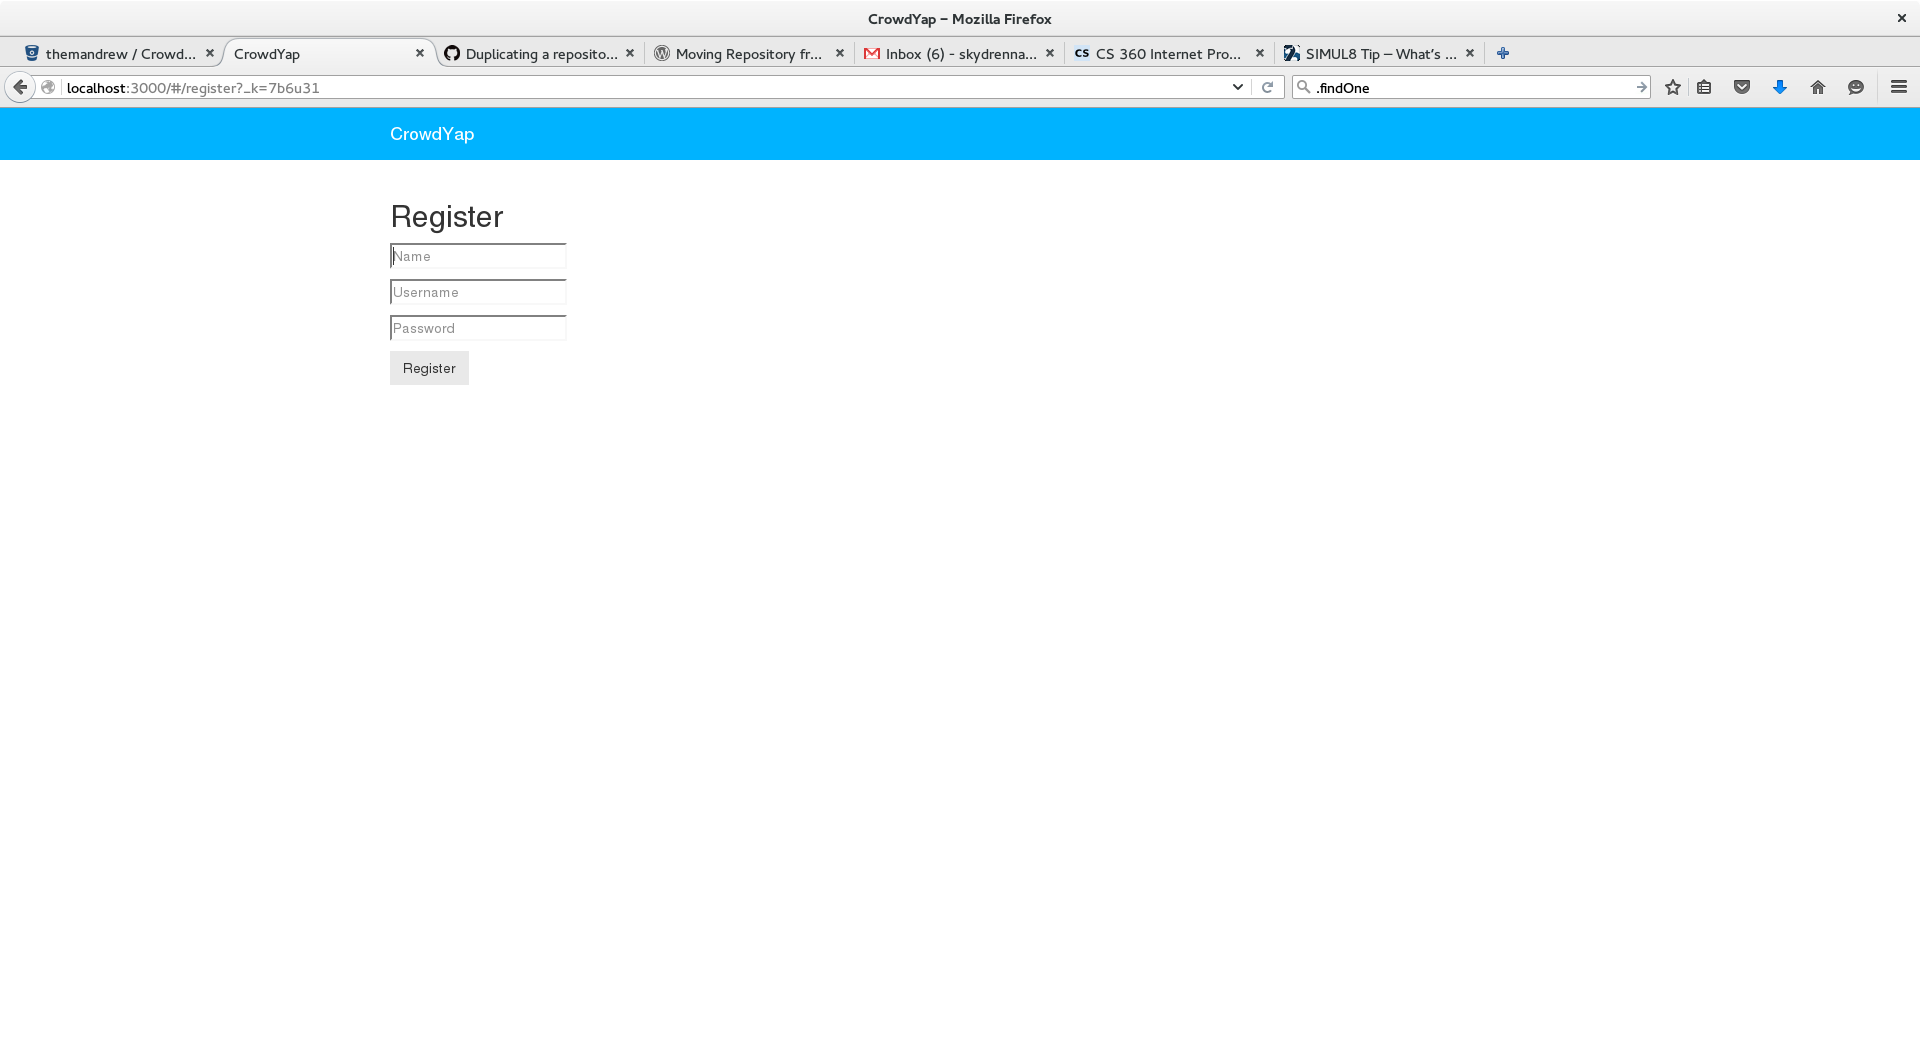 CrowdYap – Mozilla Firefox
themandrew / Crowd...
CrowdYap
Duplicating a reposito...
Moving Repository fr...
Inbox (6) - skydrenna...
CS CS 360 Internet Pro...
SIMUL8 Tip – What's ...
localhost:3000/#/register?_k=7b6u31
.findOne
CrowdYap
Register
Name
Username
Password
Register